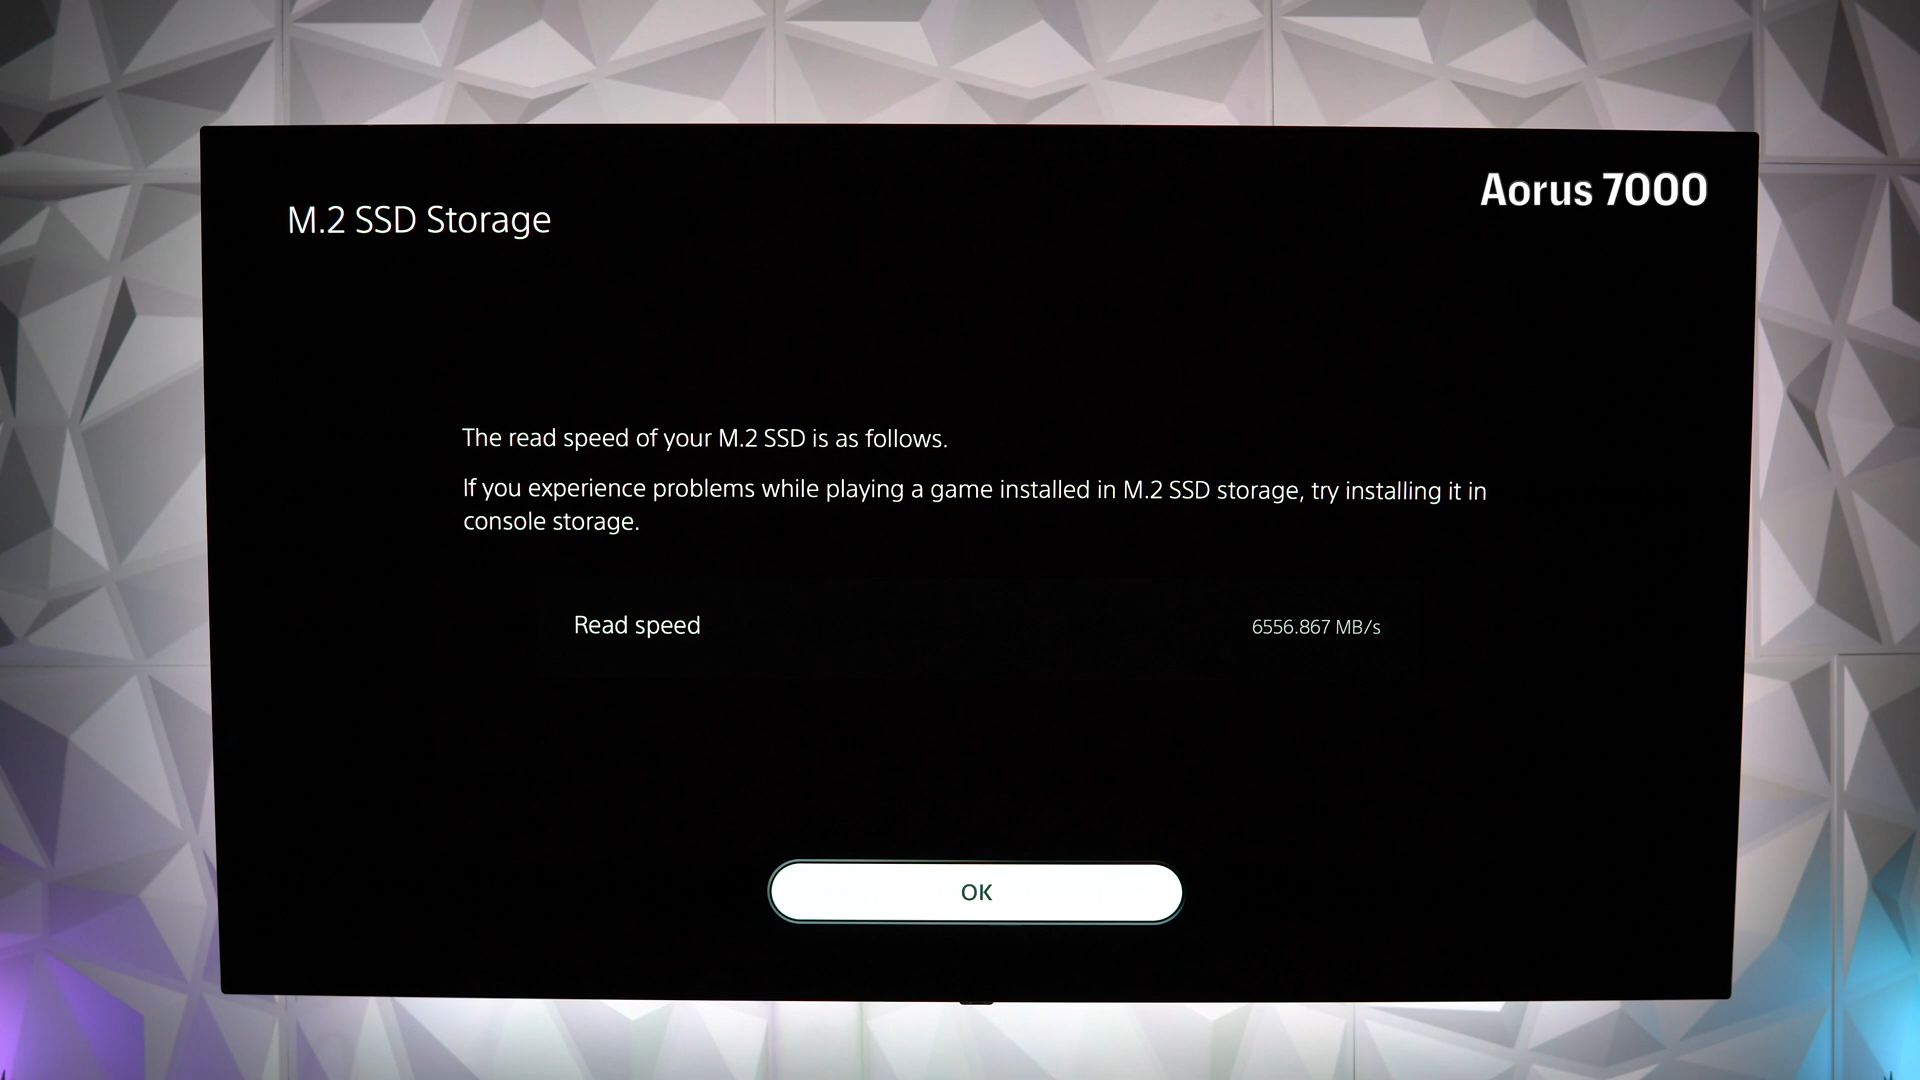 Aorus 7000
M.2 SSD Storage
The read speed of your M.2 SSD is as follows.
If you experience problems while playing a game installed in M.2 SSD storage, try installing it in
console storage.
Read speed 6556.867 MB/s
OK